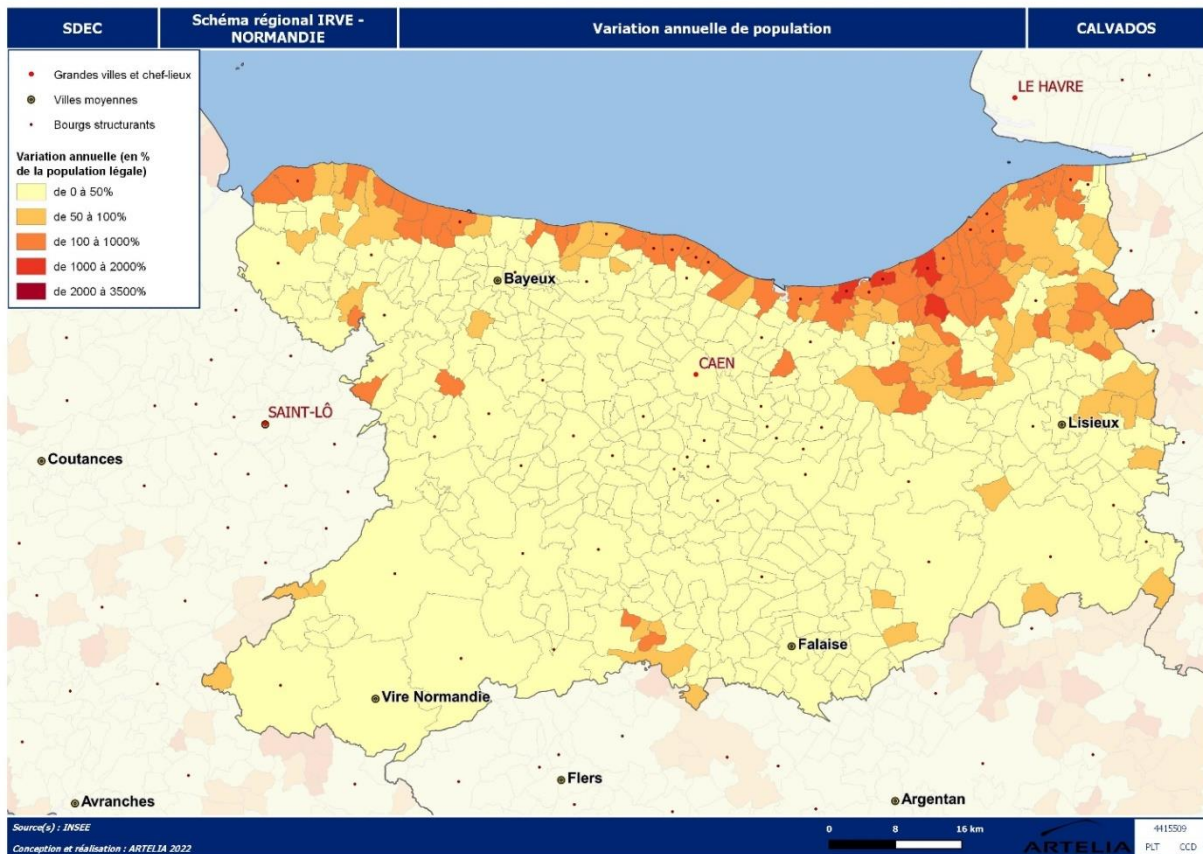 SDEC
Schéma régional IRVE -
NORMANDIE
Variation annuelle de population
CALVADOS
Grandes villes et chef-lieux
Villes moyennes
Bourgs structurants
Variation annuelle (en %
de la population légale)
de 0 à 50%
de 50 à 100%
de 100 à 1000%
de 1000 à 2000%
de 2000 à 3500%
LE HAVRE
Bayeux
CAEN
SAINT-LÔ
Lisieux
Coutances
Falaise
Vire Normandie
Flers
Avranches
Argentan
Source(s) : INSEE
Conception et réalisation : ARTELIA 2022
0 8 16 km
ARTELIA
4415509
PLT CCD